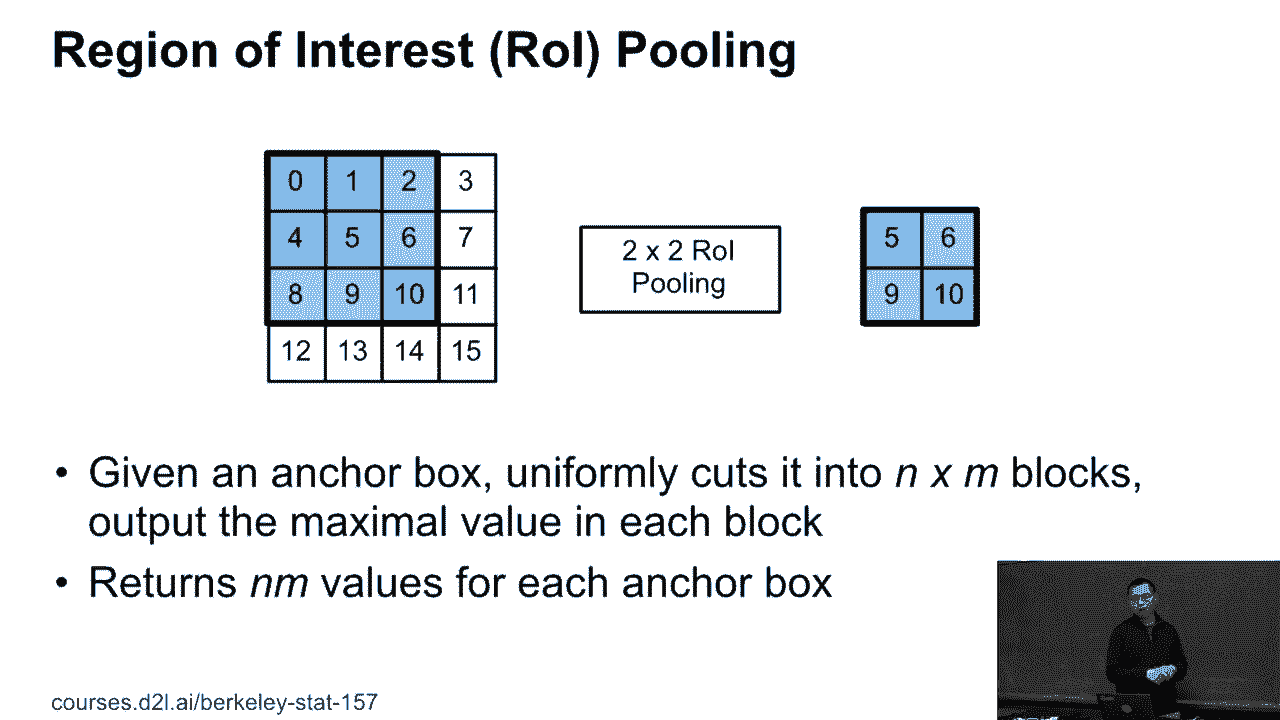 Region of Interest (RoI) Pooling
0 1 2 3
4 5 6 7
8 9 10 11
12 13 14 15
2 x 2 RoI
Pooling
5 6
9 10
• Given an anchor box, uniformly cuts it into n x m blocks,
output the maximal value in each block
• Returns nm values for each anchor box
courses.d2l.ai/berkeley-stat-157